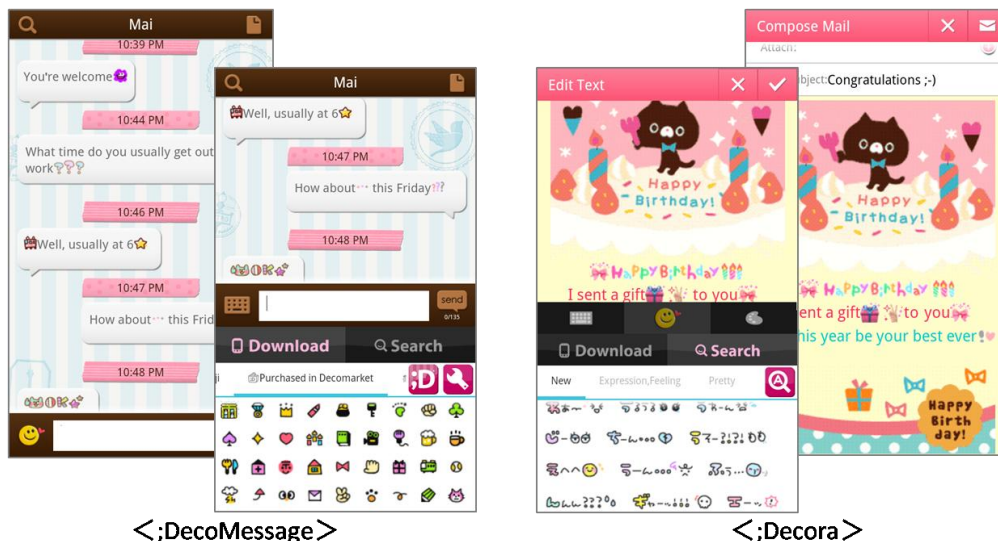 Mai
10:39 PM
You're welcome
10:44 PM
What time do you usually get out
work
10:46 PM
Well, usually at 6
10:47 PM
How about this Frid
10:48 PM
OK
Mai
Well, usually at 6
10:47 PM
How about this Friday
10:48 PM
OK
send
0/135
Download
Search
ji
Purchased in Decomarket
;D
<;DecoMessage>
Edit Text
Happy
Birthday!
HAPPY Birthday
I sent a gift to you
Download
Search
New
Expression,Feeling
Pretty
A
Compose Mail
Attach:
bject:Congratulations ;-)
Happy
Birthday!
HAPPY Birthday
ent a gift to you
his year be your best ever
Happy
Birth
day!
<;Decora>